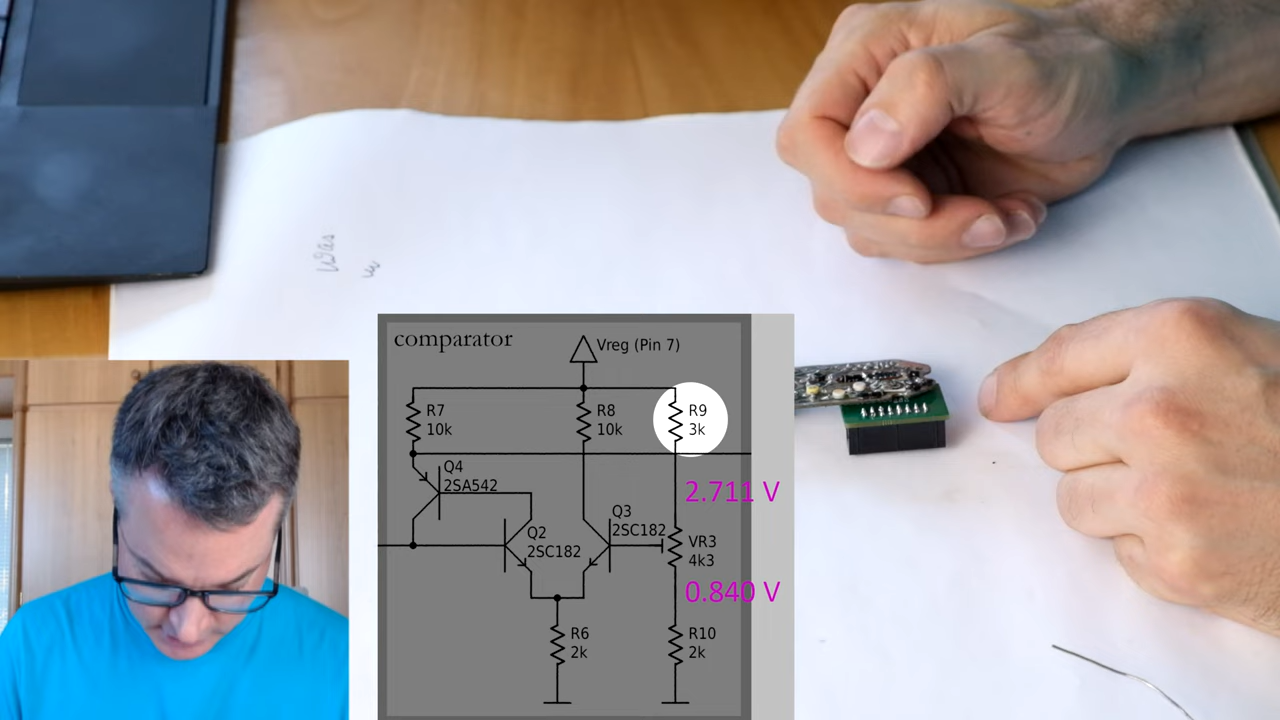 comparator
Vreg (Pin 7)
R7
10k
R8
10k
R9
3k
Q4
2SA542
2.711 V
Q3
2SC182
Q2
2SC182
VR3
4k3
0.840 V
R6
2k
R10
2k